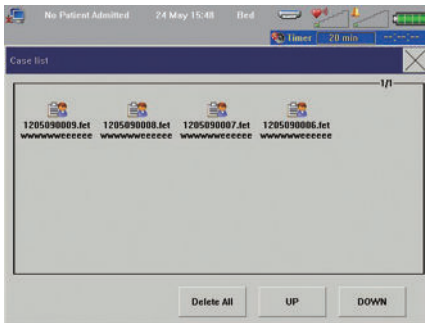 No Patient Admitted 24 May 15:48 Bed
Timer 20 min --:--:--
Case list
1/1
1205090009.fet 1205090008.fet 1205090007.fet 1205090006.fet
wwwwwweeeeee wwwwwweeeeee wwwwwweeeeee wwwwwweeeeee
Delete All UP DOWN